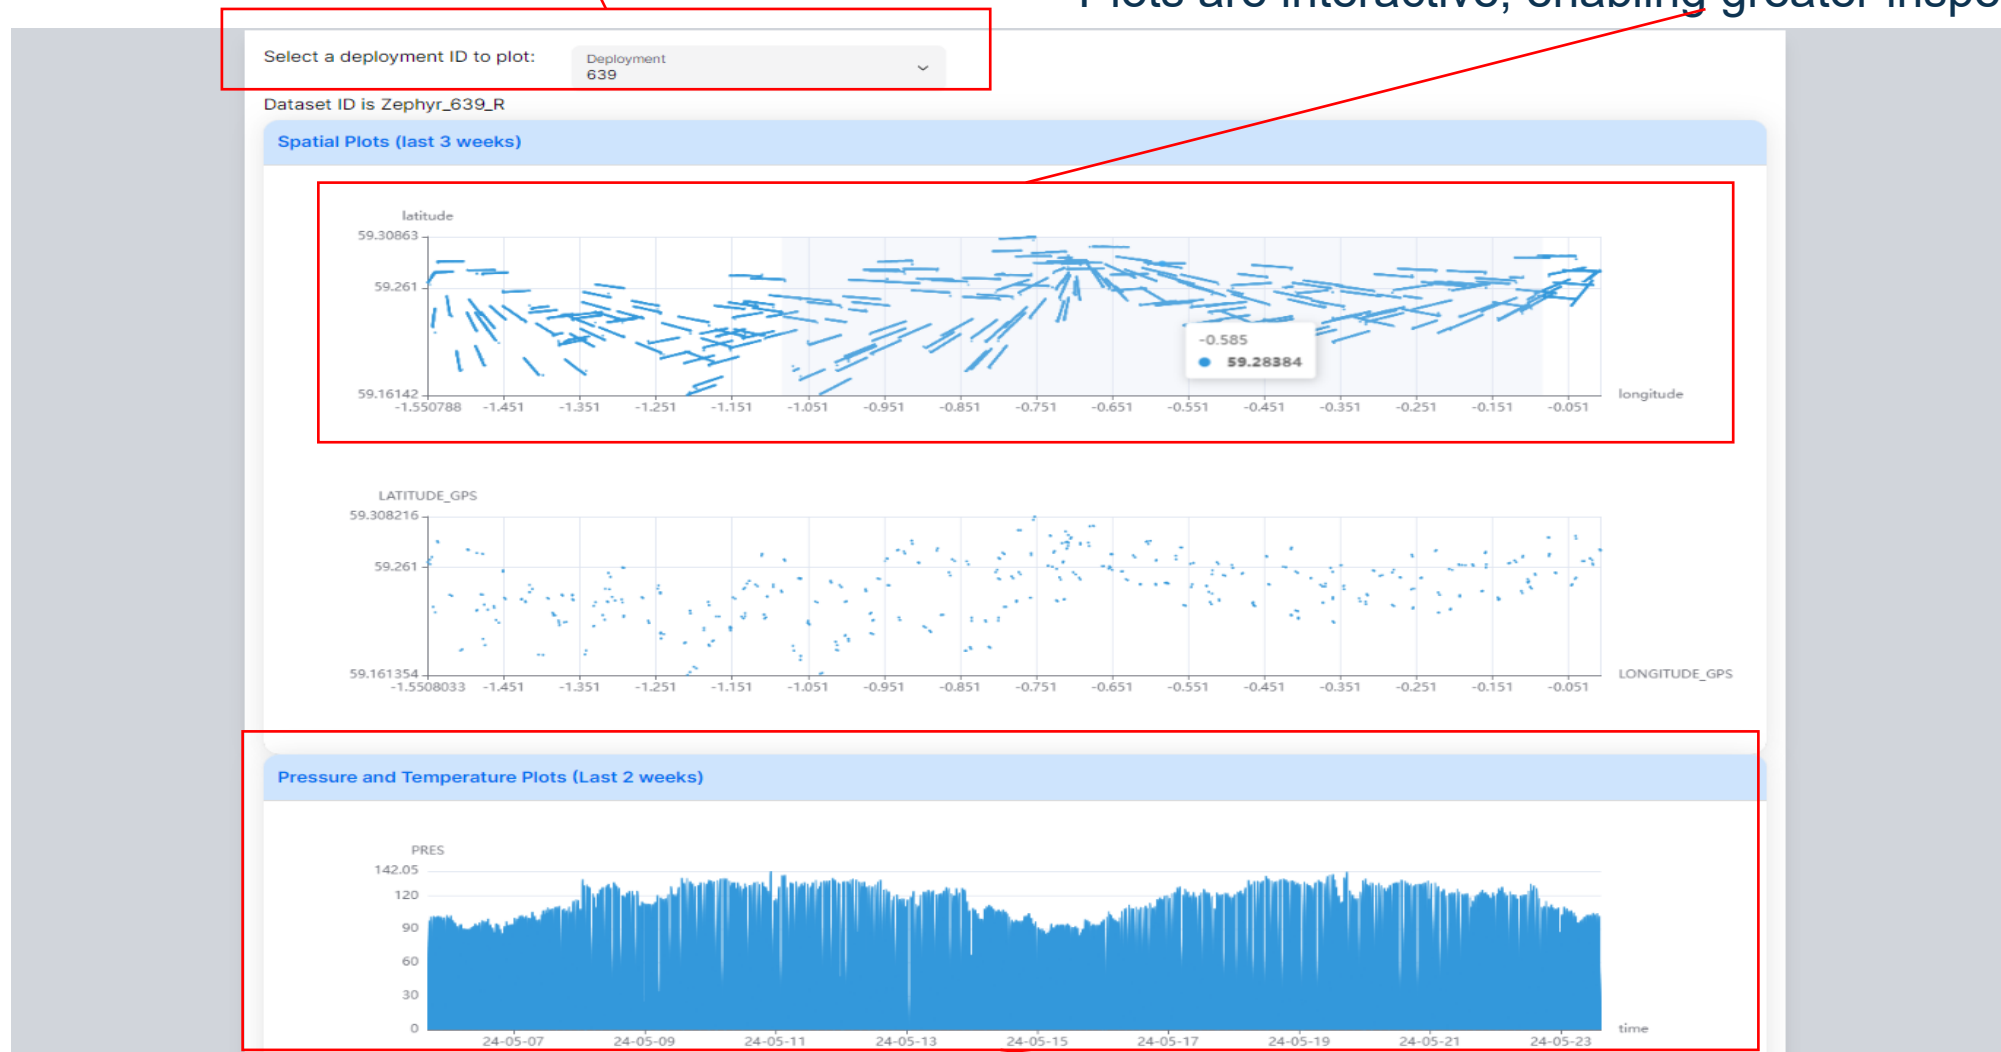 Plots are interactive, enabling greater
Select a deployment ID to plot:
Deployment
639
Dataset ID is Zephyr_639_R
Spatial Plots (last 3 weeks)
latitude
59.30863
59.261
59.16142
-1.550788 -1.451 -1.351 -1.251 -1.151 -1.051 -0.951 -0.851 -0.751 -0.651 -0.551 -0.451 -0.351 -0.251 -0.151 -0.051
longitude
-0.585
59.28384
LATITUDE_GPS
59.308216
59.261
59.161354
-1.5508033 -1.451 -1.351 -1.251 -1.151 -1.051 -0.951 -0.851 -0.751 -0.651 -0.551 -0.451 -0.351 -0.251 -0.151 -0.051
LONGITUDE_GPS
Pressure and Temperature Plots (Last 2 weeks)
PRES
142.05
120
90
60
30
0
24-05-07 24-05-09 24-05-11 24-05-13 24-05-15 24-05-17 24-05-19 24-05-21 24-05-23
time